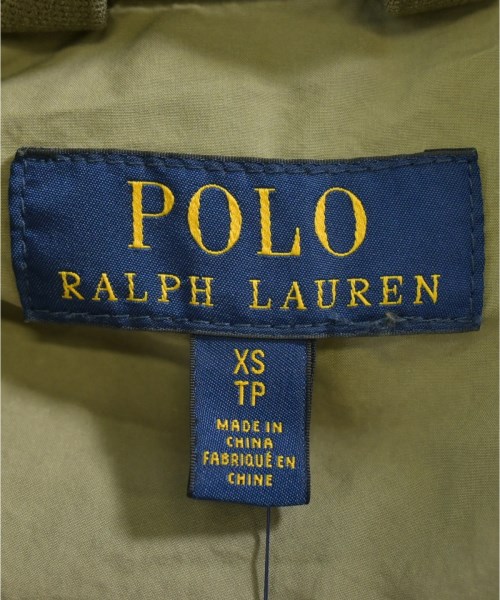 POLO
RALPH LAUREN
XS
TP
MADE IN
CHINA
FABRIQUÉ EN
CHINE